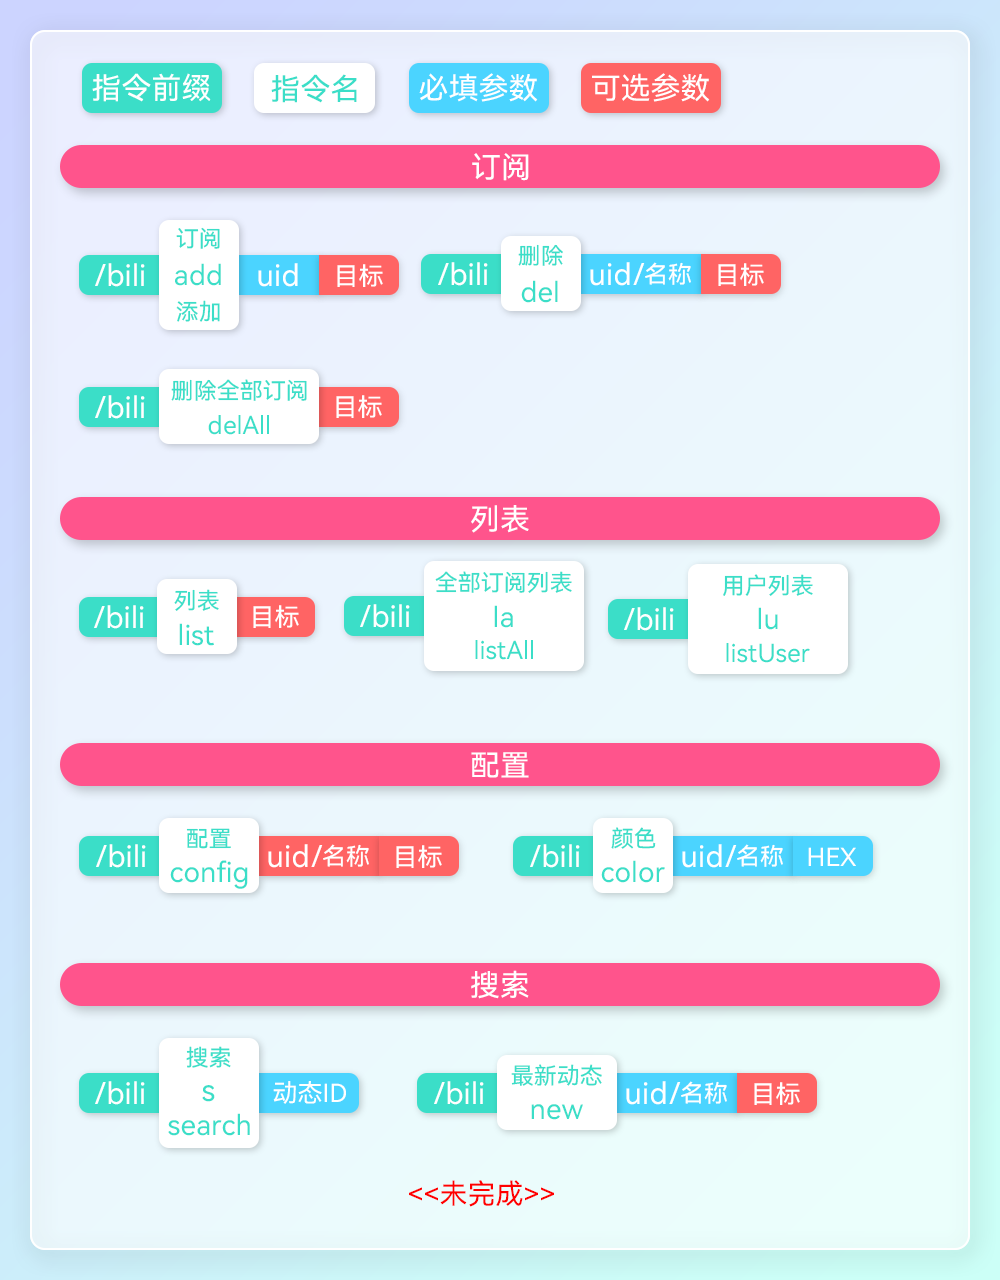 指令前缀 指令名 必填参数 可选参数
订阅
/bili 订阅 add 添加 uid 目标
/bili 删除 del uid/名称 目标
/bili 删除全部订阅 delAll 目标
列表
/bili 列表 list 目标
/bili 全部订阅列表 la listAll
/bili 用户列表 lu listUser
配置
/bili 配置 config uid/名称 目标
/bili 颜色 color uid/名称 HEX
搜索
/bili 搜索 s search 动态ID
/bili 最新动态 new uid/名称 目标
<<未完成>>